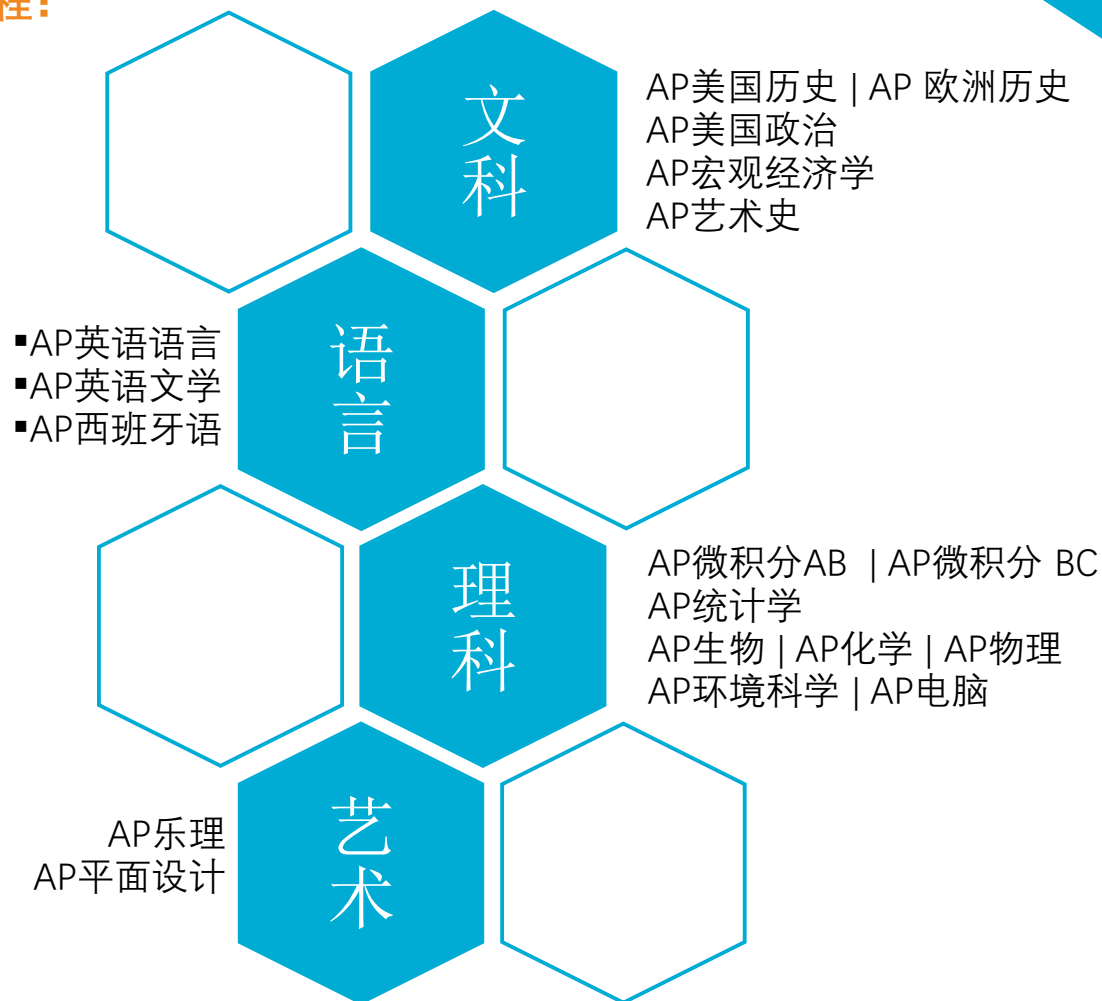 程：
文科
AP美国历史 | AP 欧洲历史
AP美国政治
AP宏观经济学
AP艺术史
语言
▪AP英语语言
▪AP英语文学
▪AP西班牙语
理科
AP微积分AB | AP微积分 BC
AP统计学
AP生物 | AP化学 | AP物理
AP环境科学 | AP电脑
艺术
AP乐理
AP平面设计